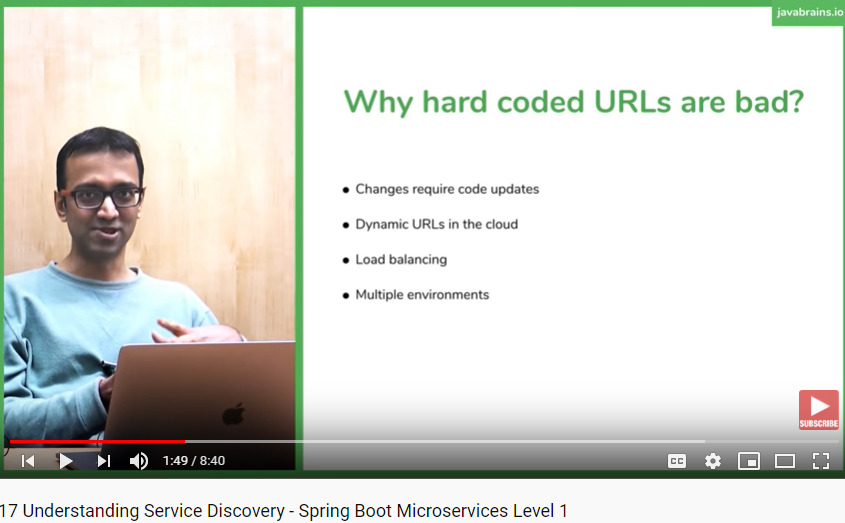 javabrains.io
Why hard coded URLs are bad?
● Changes require code updates
● Dynamic URLs in the cloud
● Load balancing
● Multiple environments
SUBSCRIBE
1:49 / 8:40
CC
17 Understanding Service Discovery - Spring Boot Microservices Level 1